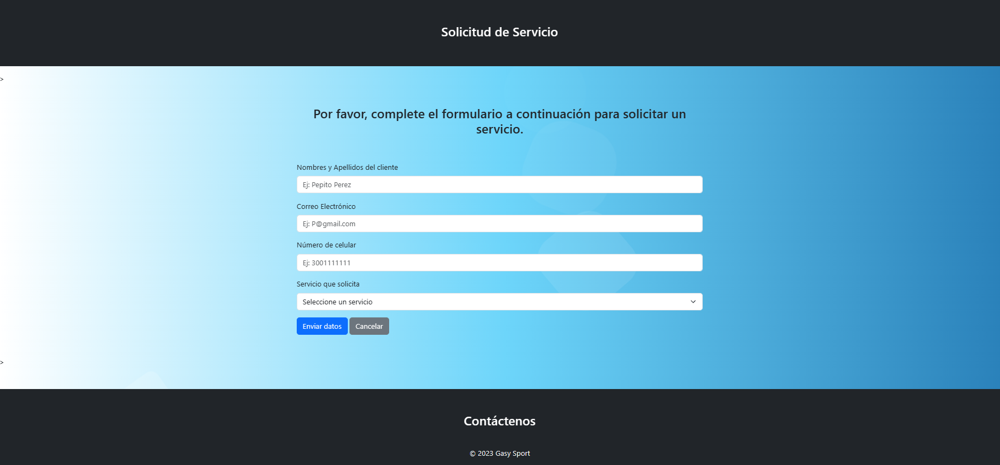 Solicitud de Servicio
>
Por favor, complete el formulario a continuación para solicitar un
servicio.
Nombres y Apellidos del cliente
Ej: Pepito Perez
Correo Electrónico
Ej: P@gmail.com
Número de celular
Ej: 3001111111
Servicio que solicita
Seleccione un servicio
Enviar datos Cancelar
>
Contáctenos
© 2023 Gasy Sport